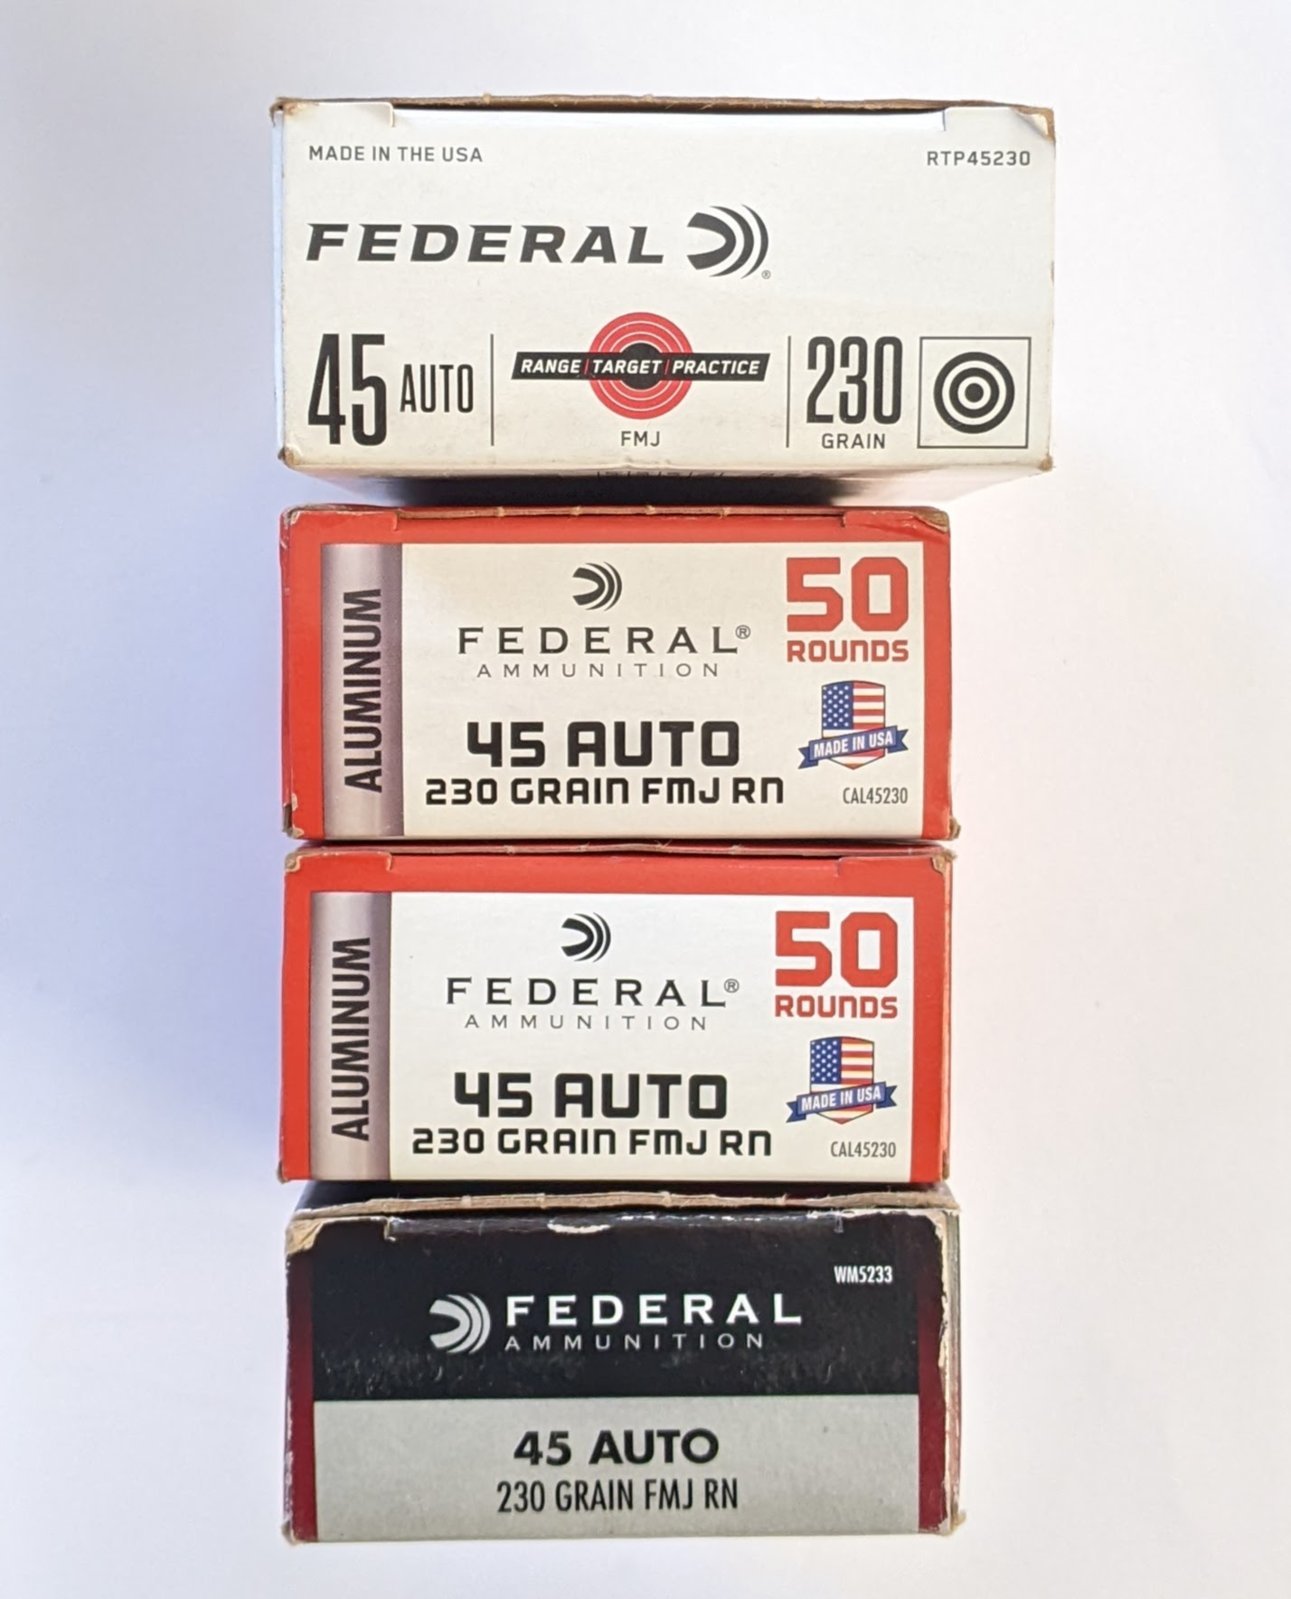 MADE IN THE USA
RTP45230
FEDERAL®
45 AUTO
RANGE|TARGET|PRACTICE
FMJ
230
GRAIN
ALUMINUM
FEDERAL®
AMMUNITION
50
ROUNDS
45 AUTO
230 GRAIN FMJ RN
MADE IN USA
CAL45230
ALUMINUM
FEDERAL®
AMMUNITION
50
ROUNDS
45 AUTO
230 GRAIN FMJ RN
MADE IN USA
CAL45230
WM5233
FEDERAL
AMMUNITION
45 AUTO
230 GRAIN FMJ RN